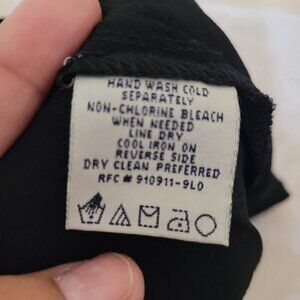 HAND WASH COLD
SEPARATELY
NON-CHLORINE BLEACH
WHEN NEEDED
LINE DRY
COOL IRON ON
REVERSE SIDE
DRY CLEAN PREFERRED
RFC # 910911-9L0